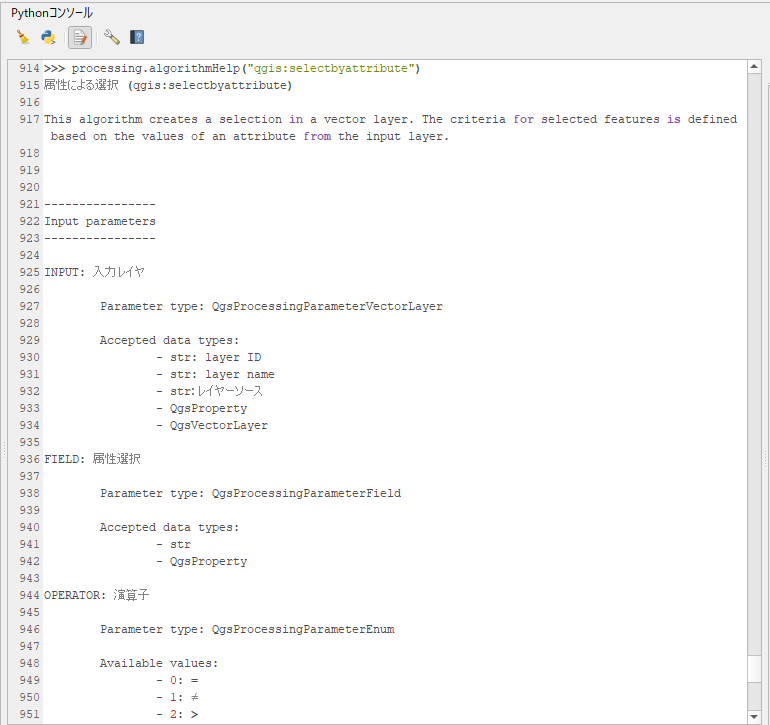 Pythonコンソール
914 >>> processing.algorithmHelp("qgis:selectbyattribute")
915 属性による選択 (qgis:selectbyattribute)
916
917 This algorithm creates a selection in a vector layer. The criteria for selected features is defined
based on the values of an attribute from the input layer.
918
919
920
921 ----------------
922 Input parameters
923 ----------------
924
925 INPUT: 入力レイヤ
926
927 Parameter type: QgsProcessingParameterVectorLayer
928
929 Accepted data types:
930 - str: layer ID
931 - str: layer name
932 - str:レイヤーソース
933 - QgsProperty
934 - QgsVectorLayer
935
936 FIELD: 属性選択
937
938 Parameter type: QgsProcessingParameterField
939
940 Accepted data types:
941 - str
942 - QgsProperty
943
944 OPERATOR: 演算子
945
946 Parameter type: QgsProcessingParameterEnum
947
948 Available values:
949 - 0: =
950 - 1: ≠
951 - 2: >